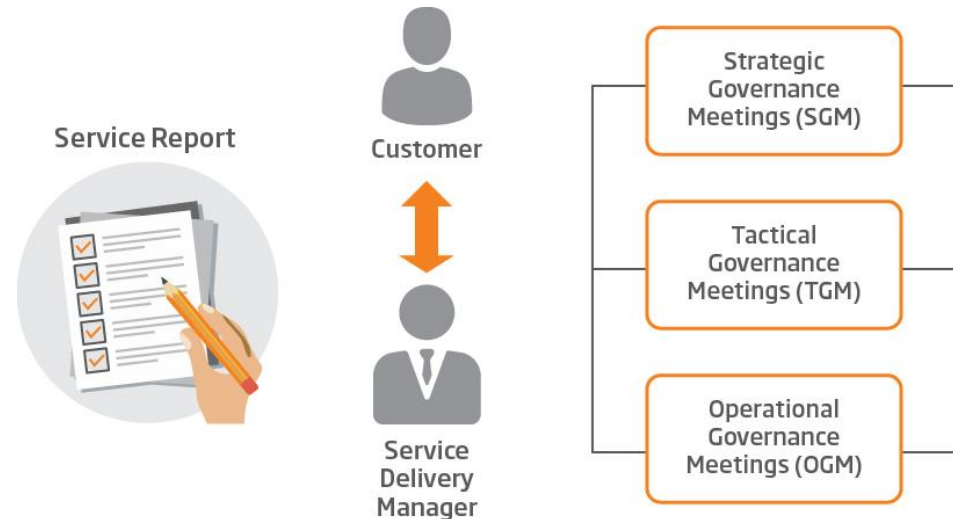 Service Report
Customer
Service
Delivery
Manager
Strategic
Governance
Meetings (SGM)
Tactical
Governance
Meetings (TGM)
Operational
Governance
Meetings (OGM)